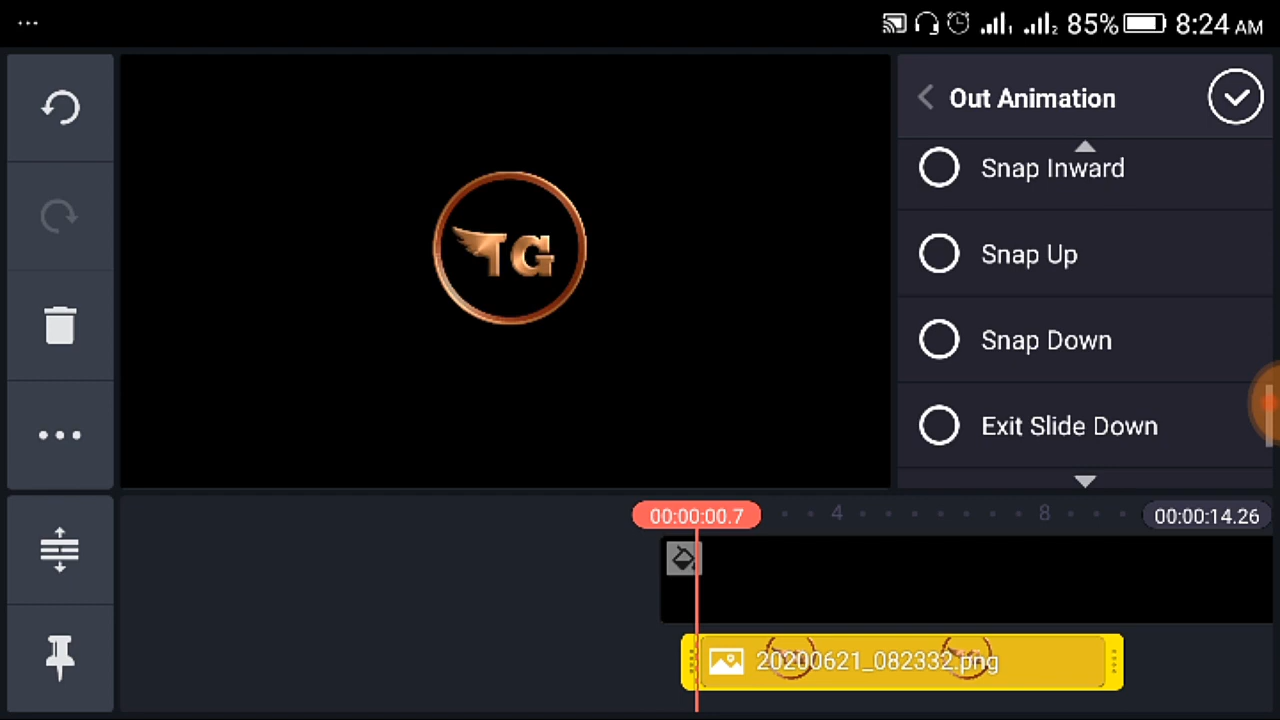 85% 8:24 AM
Out Animation
Snap Inward
Snap Up
Snap Down
Exit Slide Down
TG
00:00:00.7 4 8 00:00:14.26
20200621_082332.png